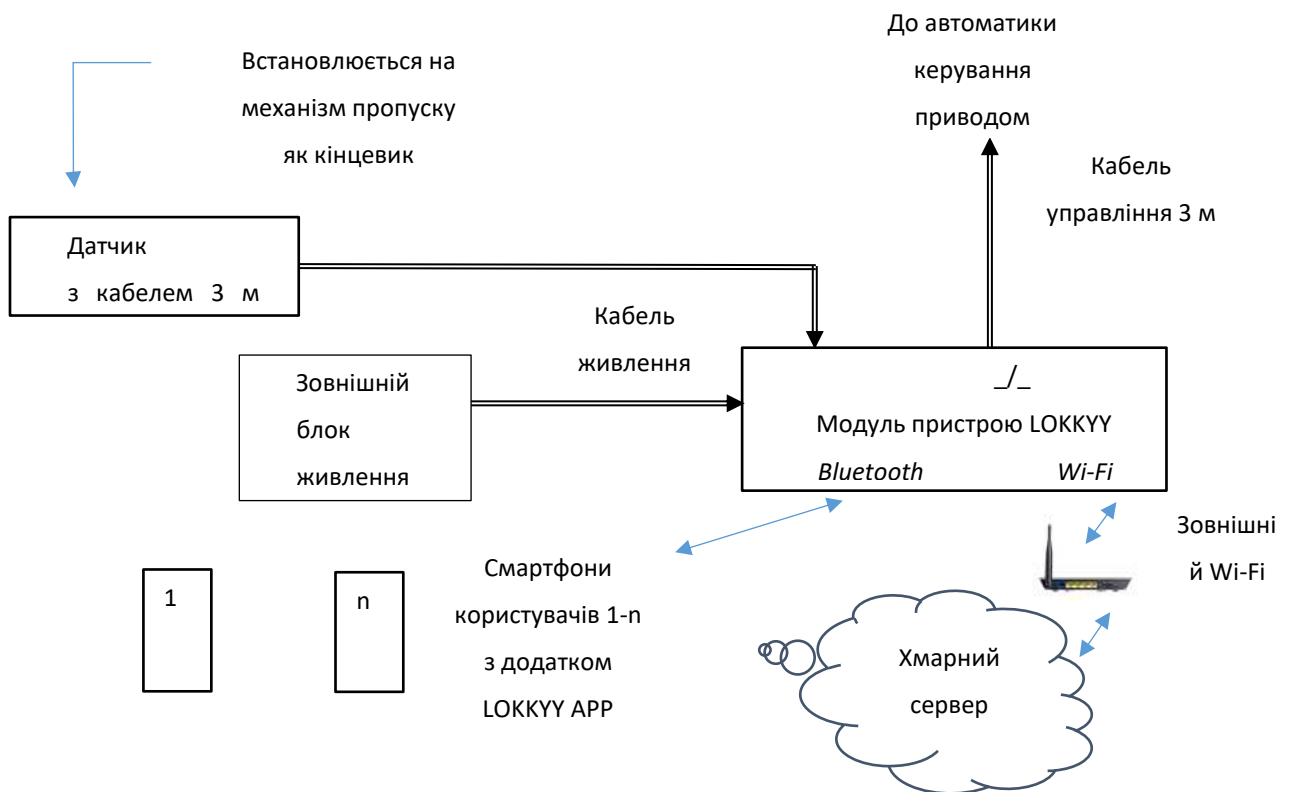 До автоматики
керування
приводом
Встановлюється на
механізм пропуску
як кінцевик
Кабель
управління 3 м
Датчик
з кабелем 3 м
Кабель
живлення
Зовнішній
блок
живлення
_/_
Модуль пристрою LOKKYY
Bluetooth Wi-Fi
Зовнішні
й Wi-Fi
1
n
Смартфони
користувачів 1-n
з додатком
LOKKYY APP
Хмарний
сервер